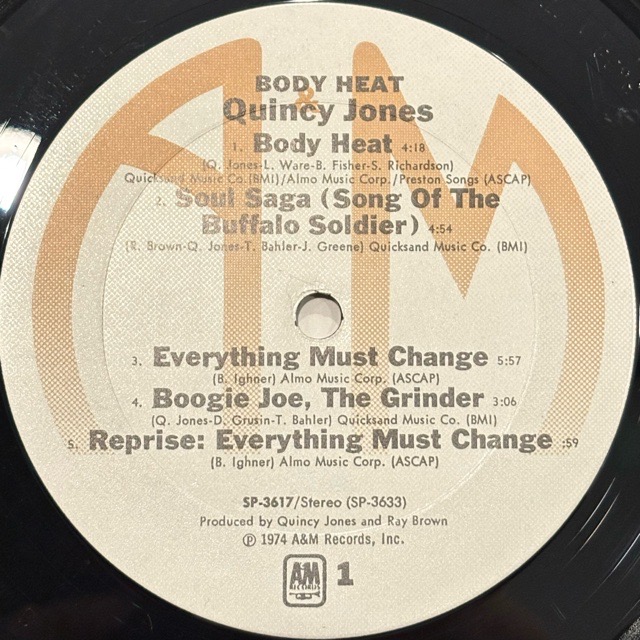 BODY HEAT
&
Quincy Jones
1. Body Heat 4:18
(Q. Jones-L. Ware-B. Fisher-S. Richardson)
Quicksand Music Co.(BMI)/Almo Music Corp./Preston Songs (ASCAP)
2. Soul Saga (Song Of The
Buffalo Soldier) 4:54
(R. Brown-Q. Jones-T. Bahler-J. Greene) Quicksand Music Co. (BMI)
3. Everything Must Change 5:57
(B. Ighner) Almo Music Corp. (ASCAP)
4. Boogie Joe, The Grinder 3:06
(Q. Jones-D. Grusin-T. Bahler) Quicksand Music Co. (BMI)
5. Reprise: Everything Must Change :59
(B. Ighner) Almo Music Corp. (ASCAP)
SP-3617/Stereo (SP-3633)
Produced by Quincy Jones and Ray Brown
℗ 1974 A&M Records, Inc.
A&M
RECORDS
1